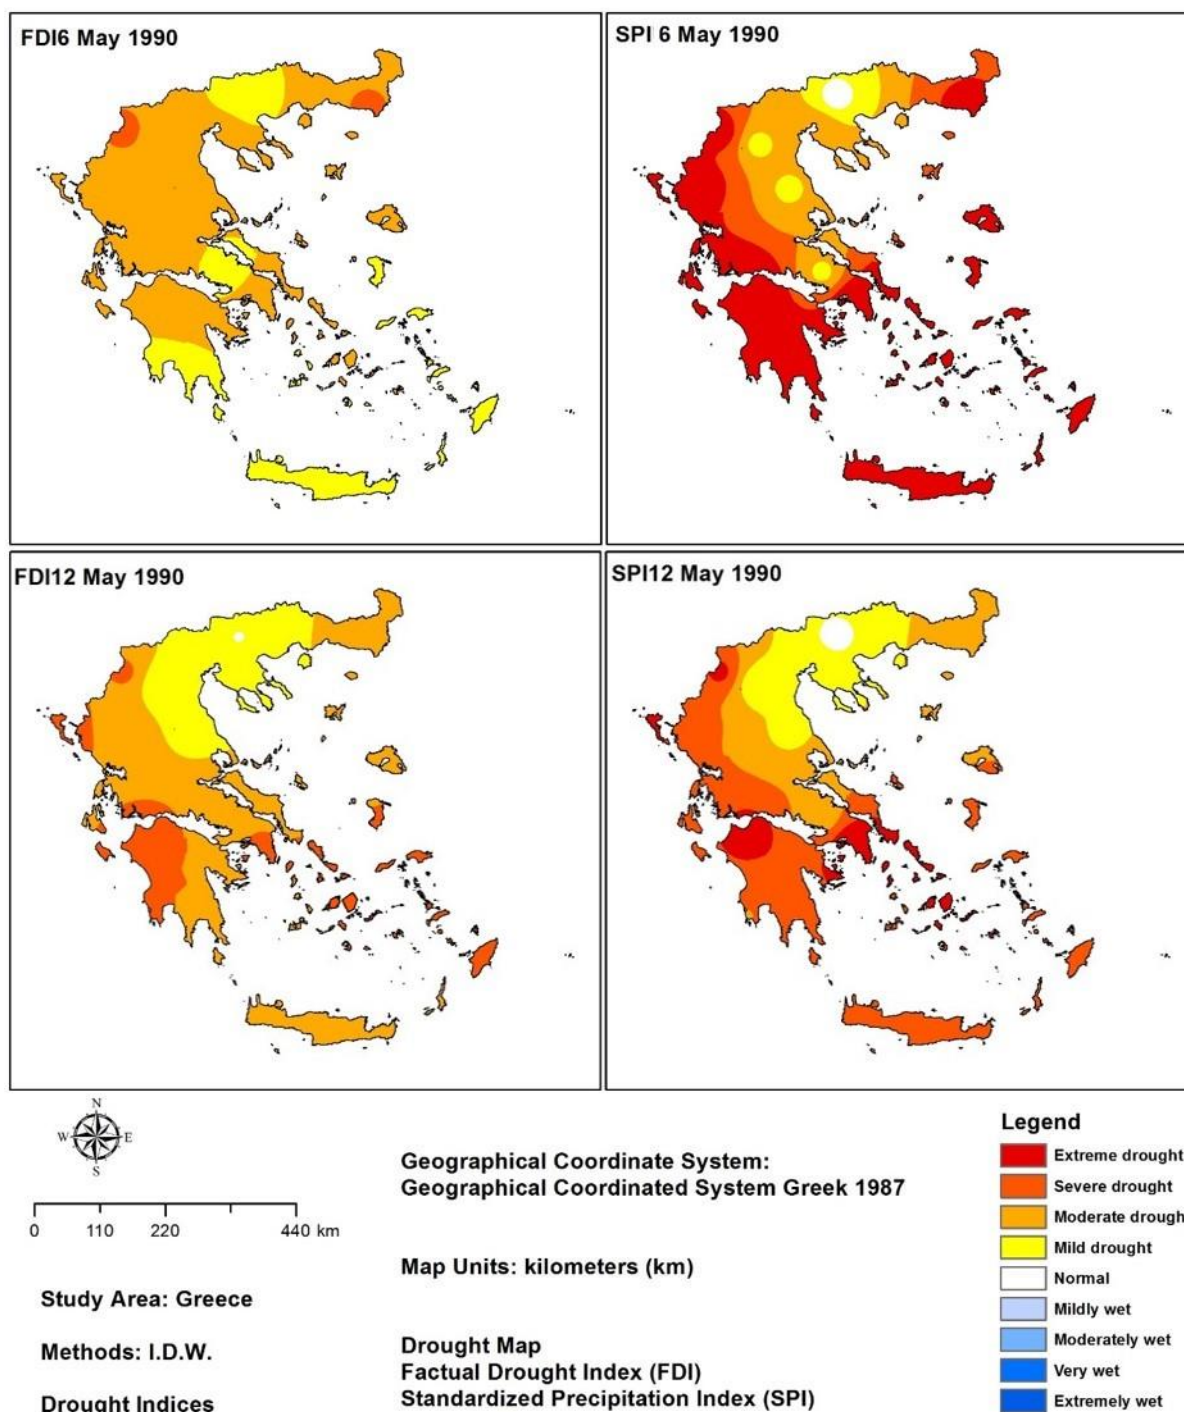 FDI6 May 1990
SPI 6 May 1990
FDI12 May 1990
SPI12 May 1990
N
W
E
S
0 110 220 440 km
Study Area: Greece
Methods: I.D.W.
Drought Indices
Geographical Coordinate System:
Geographical Coordinated System Greek 1987
Map Units: kilometers (km)
Drought Map
Factual Drought Index (FDI)
Standardized Precipitation Index (SPI)
Legend
Extreme drought
Severe drought
Moderate drough
Mild drought
Normal
Mildly wet
Moderately wet
Very wet
Extremely wet